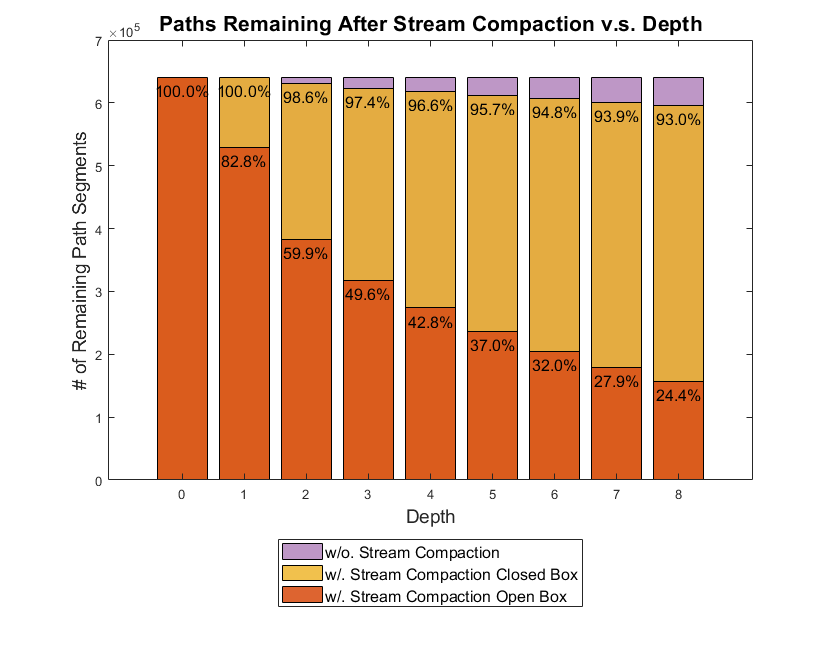 Paths Remaining After Stream Compaction v.s. Depth
×10⁵
7
6
5
4
3
2
1
0
# of Remaining Path Segments
100.0% 100.0% 98.6% 97.4% 96.6% 95.7% 94.8% 93.9% 93.0%
82.8% 59.9% 49.6% 42.8% 37.0% 32.0% 27.9% 24.4%
0 1 2 3 4 5 6 7 8
Depth
w/o. Stream Compaction
w/. Stream Compaction Closed Box
w/. Stream Compaction Open Box